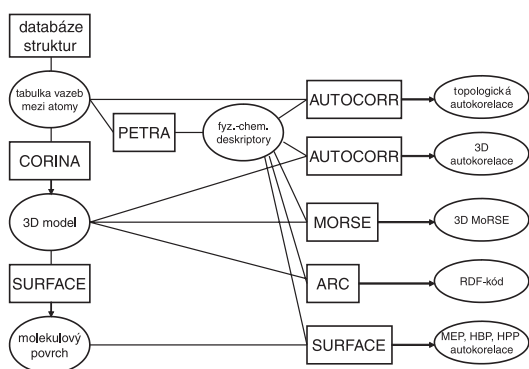 databáze
struktur
tabulka vazeb
mezi atomy
PETRA
fyz.-chem.
deskriptory
AUTOCORR
topologická
autokorelace
CORINA
AUTOCORR
3D
autokorelace
3D model
MORSE
3D MoRSE
SURFACE
ARC
RDF-kód
molekulový
povrch
SURFACE
MEP, HBP, HPP
autokorelace